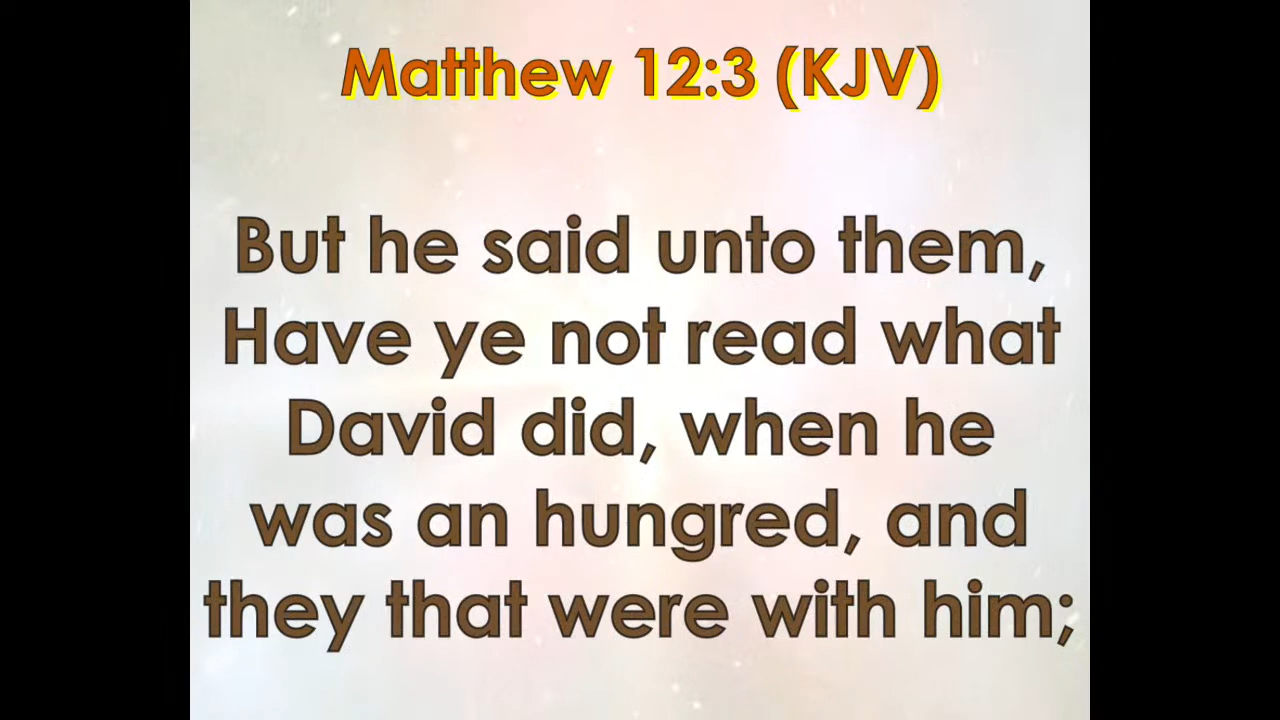 Matthew 12:3 (KJV)
But he said unto them,
Have ye not read what
David did, when he
was an hungred, and
they that were with him;